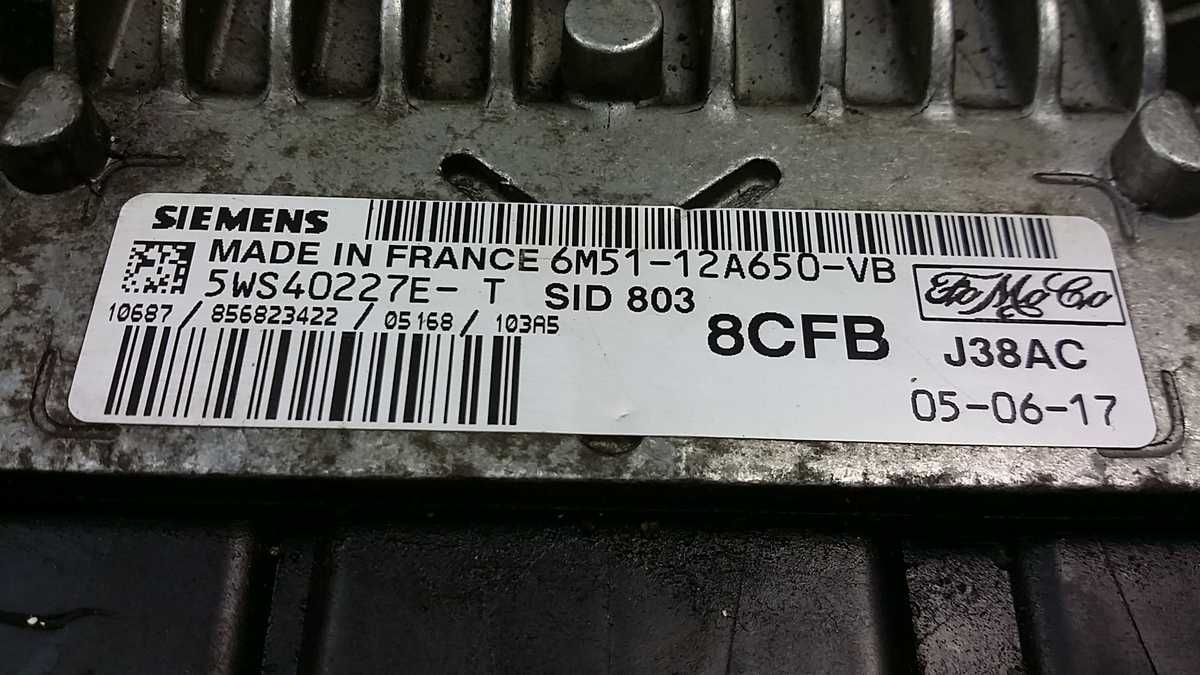 SIEMENS
MADE IN FRANCE 6M51-12A650-VB
5WS40227E- T SID 803
FoMoCo
10687 / 856823422 / 05168 / 103A5
8CFB
J38AC
05-06-17